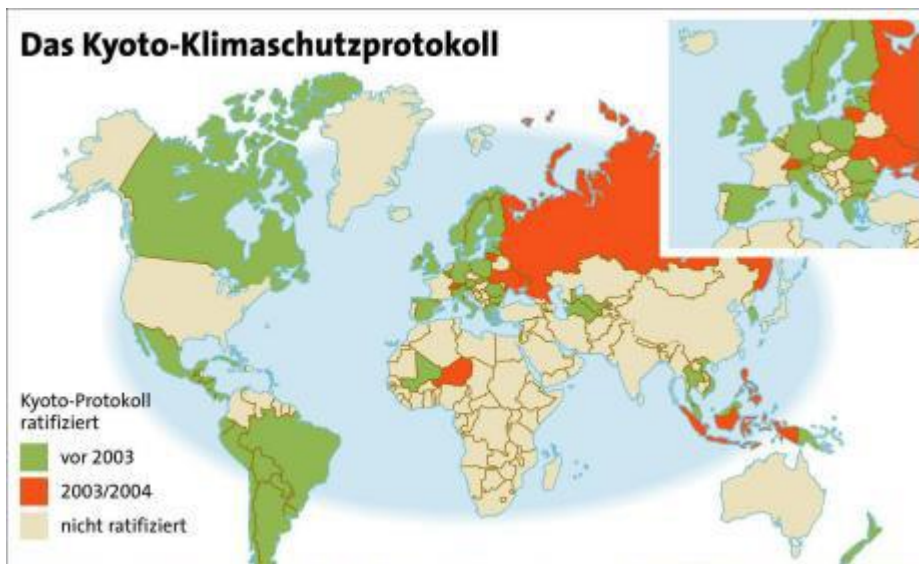 Das Kyoto-Klimaschutzprotokoll
Kyoto-Protokoll
ratifiziert
vor 2003
2003/2004
nicht ratifiziert